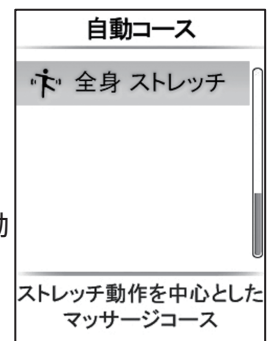 自動コース
全身 ストレッチ
動
ストレッチ動作を中心とした
マッサージコース